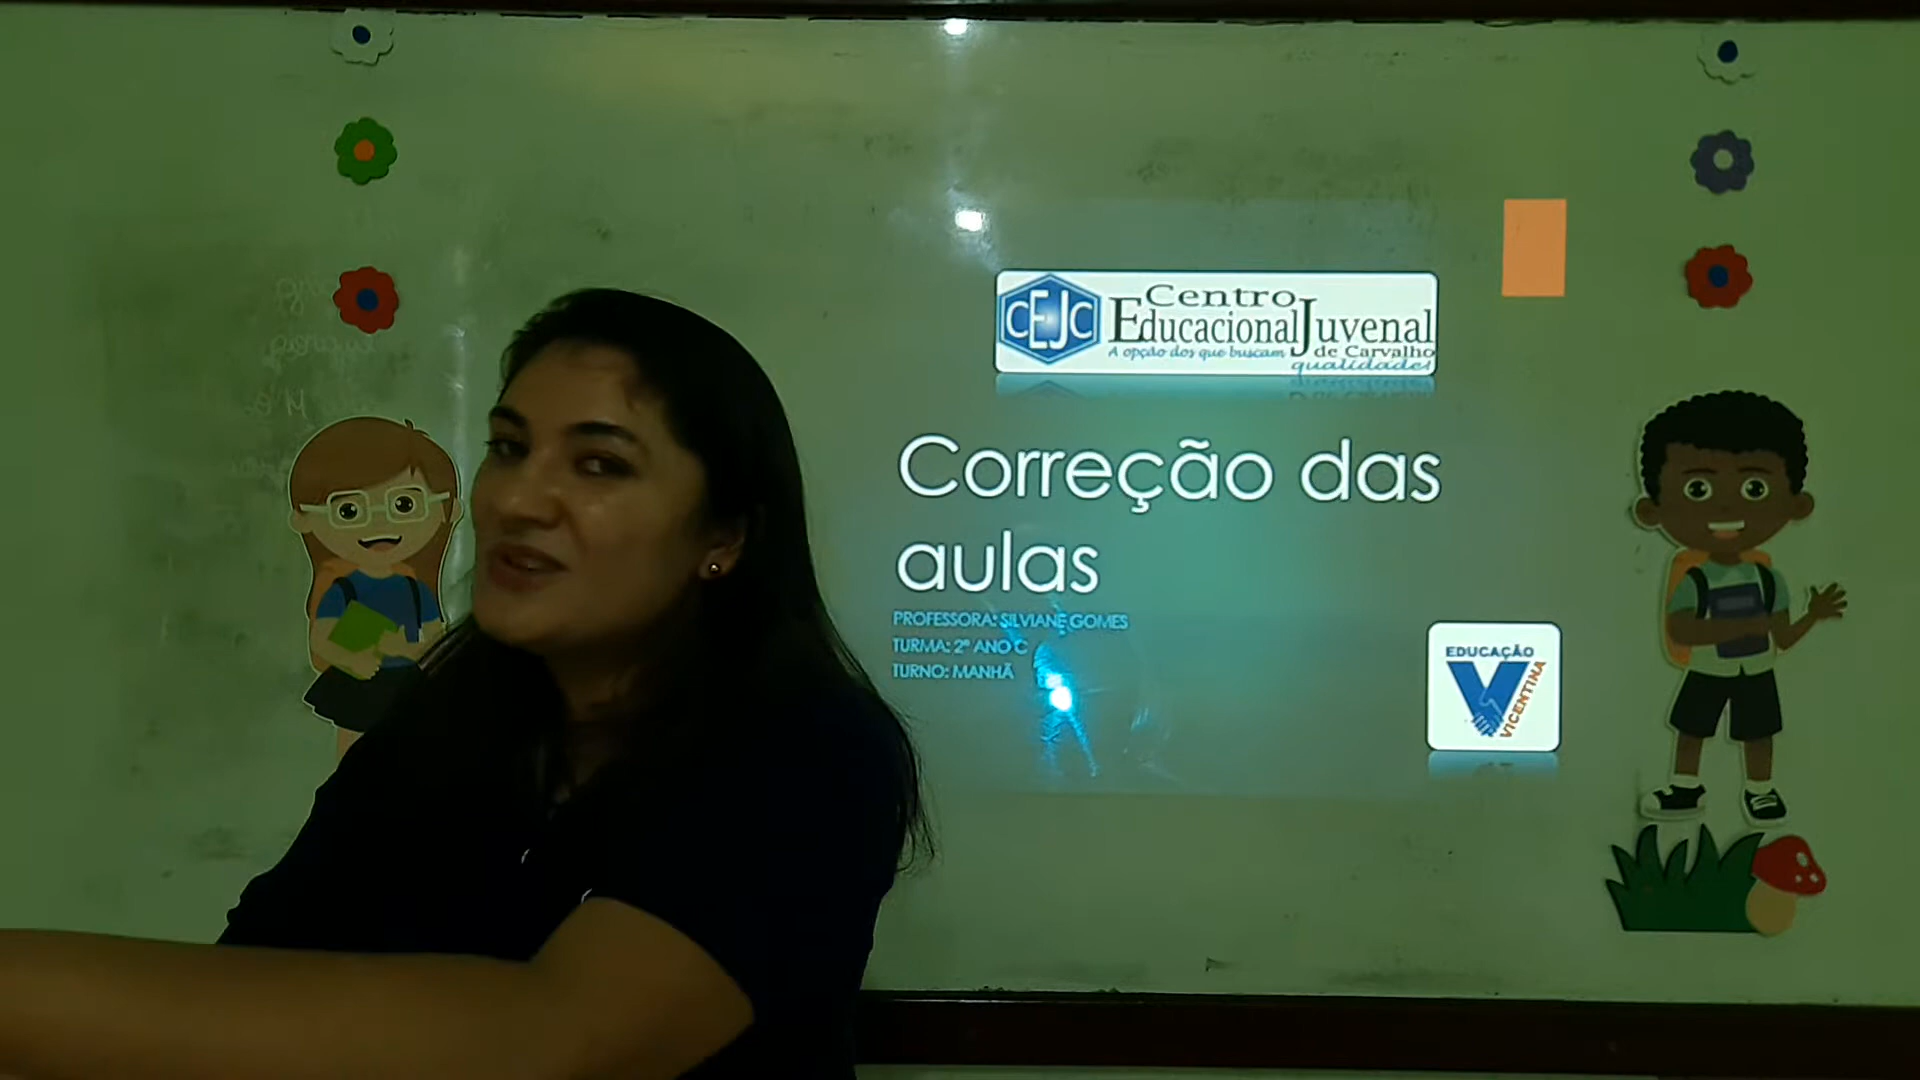 CEJC
Centro
Educacional Juvenal
A opção dos que buscam de Carvalho
qualidades!
Correção das
aulas
PROFESSORA: SILVIANE GOMES
TURMA: 2º ANO C
TURNO: MANHÃ
EDUCAÇÃO
V
VICENTINA